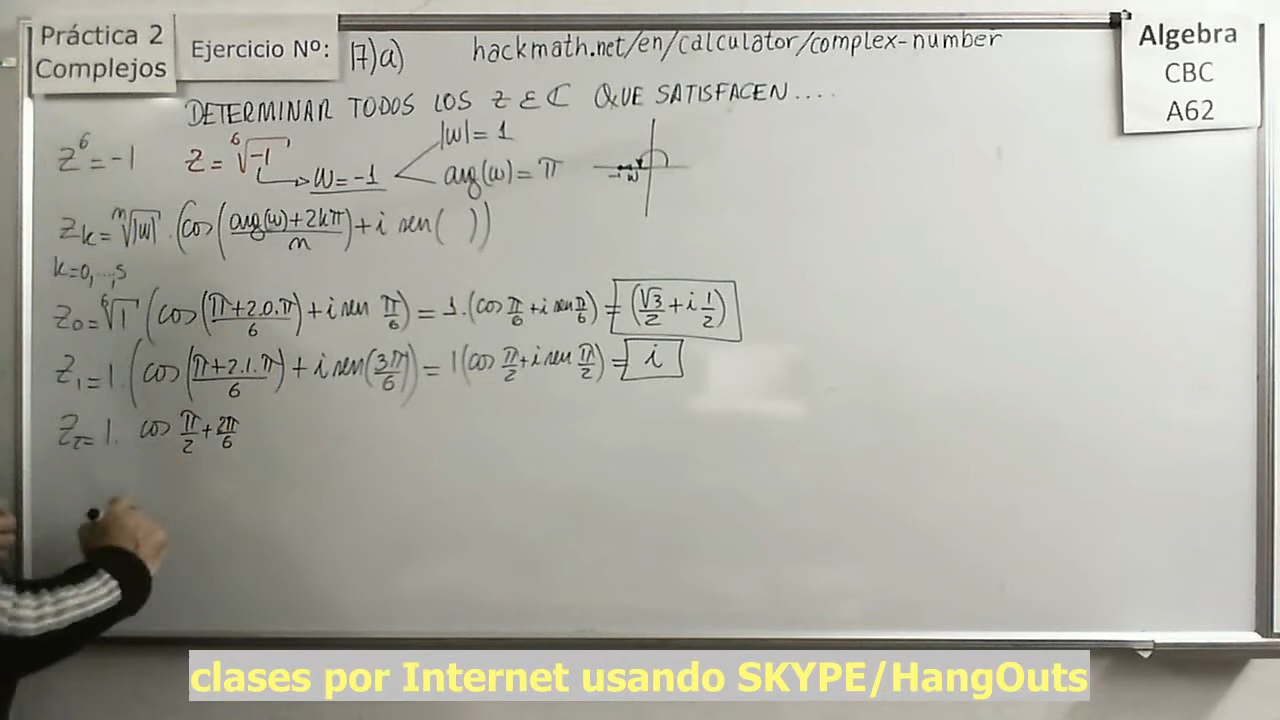 Práctica 2
Complejos
Ejercicio Nº:
17)a)
hackmath.net/en/calculator/complex-number
Algebra
CBC
A62
DETERMINAR TODOS LOS z ∈ ℂ QUE SATISFACEN....
z⁶ = -1   z = ⁶√-1 → w = -1   |w| = 1
arg(w) = π
-1 w
z_k = ⁿ√|w| . (cos((arg(w)+2kπ)/n) + i sen( ))
k=0,...,5
z₀ = ⁶√1 (cos((π+2.0.π)/6) + i sen π/6) = 1.(cos π/6 + i sen π/6) = (√3/2 + i 1/2)
z₁ = 1. (cos((π+2.1.π)/6) + i sen(3π/6)) = 1(cos π/2 + i sen π/2) = i
z₂ = 1. cos π/2 + 2π/6
clases por Internet usando SKYPE/HangOuts